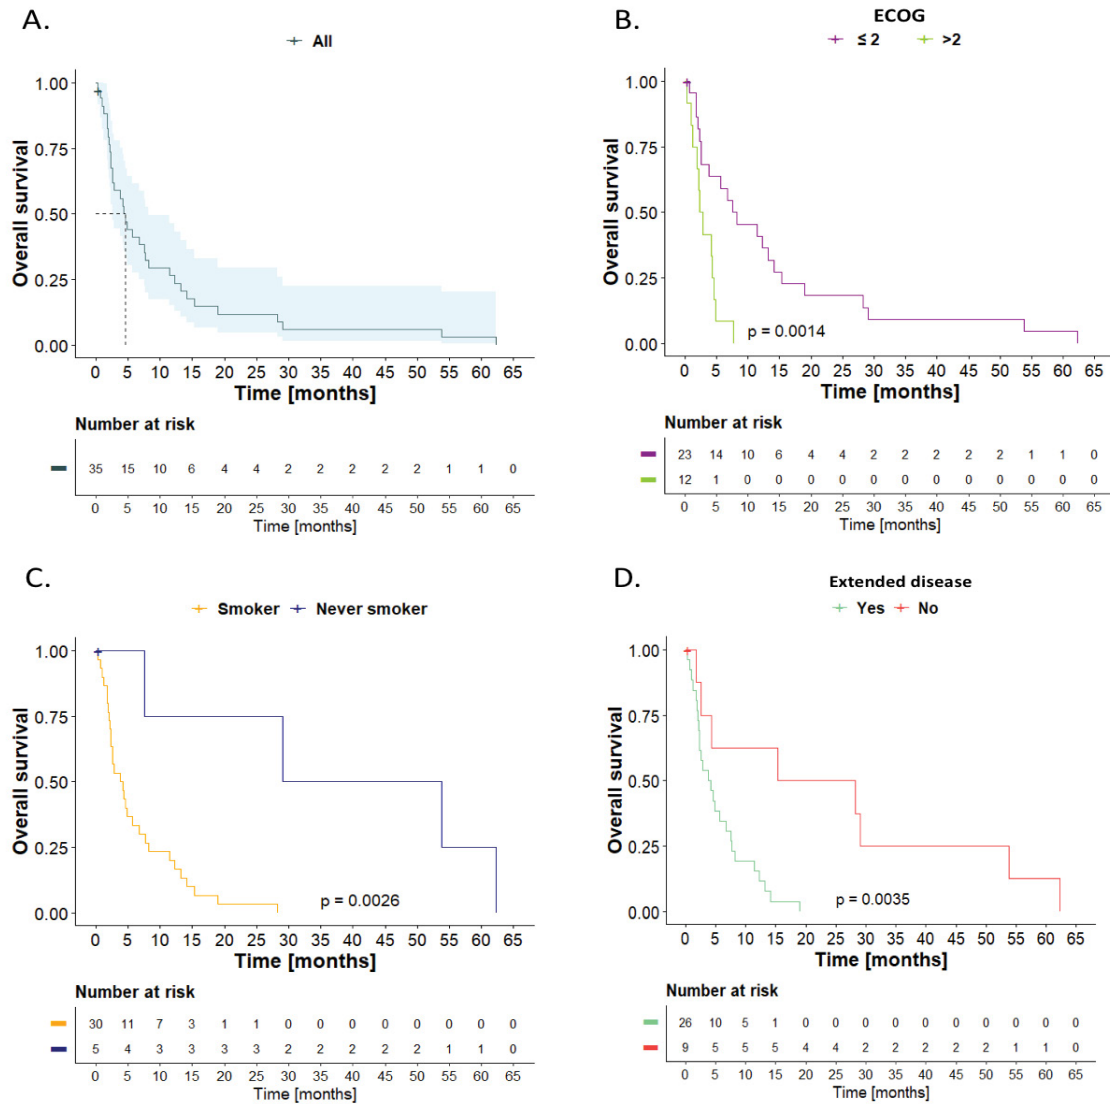 A.
All
1.00
0.75
0.50
0.25
0.00
Overall survival
0 5 10 15 20 25 30 35 40 45 50 55 60 65
Time [months]
Number at risk
35 15 10 6 4 4 2 2 2 2 2 1 1 0
0 5 10 15 20 25 30 35 40 45 50 55 60 65
Time [months]
B.
ECOG
≤ 2 >2
1.00
0.75
0.50
0.25
0.00
Overall survival
p = 0.0014
0 5 10 15 20 25 30 35 40 45 50 55 60 65
Time [months]
Number at risk
23 14 10 6 4 4 2 2 2 2 2 1 1 0
12 1 0 0 0 0 0 0 0 0 0 0 0 0
0 5 10 15 20 25 30 35 40 45 50 55 60 65
Time [months]
C.
Smoker Never smoker
1.00
0.75
0.50
0.25
0.00
Overall survival
p = 0.0026
0 5 10 15 20 25 30 35 40 45 50 55 60 65
Time [months]
Number at risk
30 11 7 3 1 1 0 0 0 0 0 0 0 0
5 4 3 3 3 3 2 2 2 2 2 1 1 0
0 5 10 15 20 25 30 35 40 45 50 55 60 65
Time [months]
D.
Extended disease
Yes No
1.00
0.75
0.50
0.25
0.00
Overall survival
p = 0.0035
0 5 10 15 20 25 30 35 40 45 50 55 60 65
Time [months]
Number at risk
26 10 5 1 0 0 0 0 0 0 0 0 0 0
9 5 5 5 4 4 2 2 2 2 2 1 1 0
0 5 10 15 20 25 30 35 40 45 50 55 60 65
Time [months]